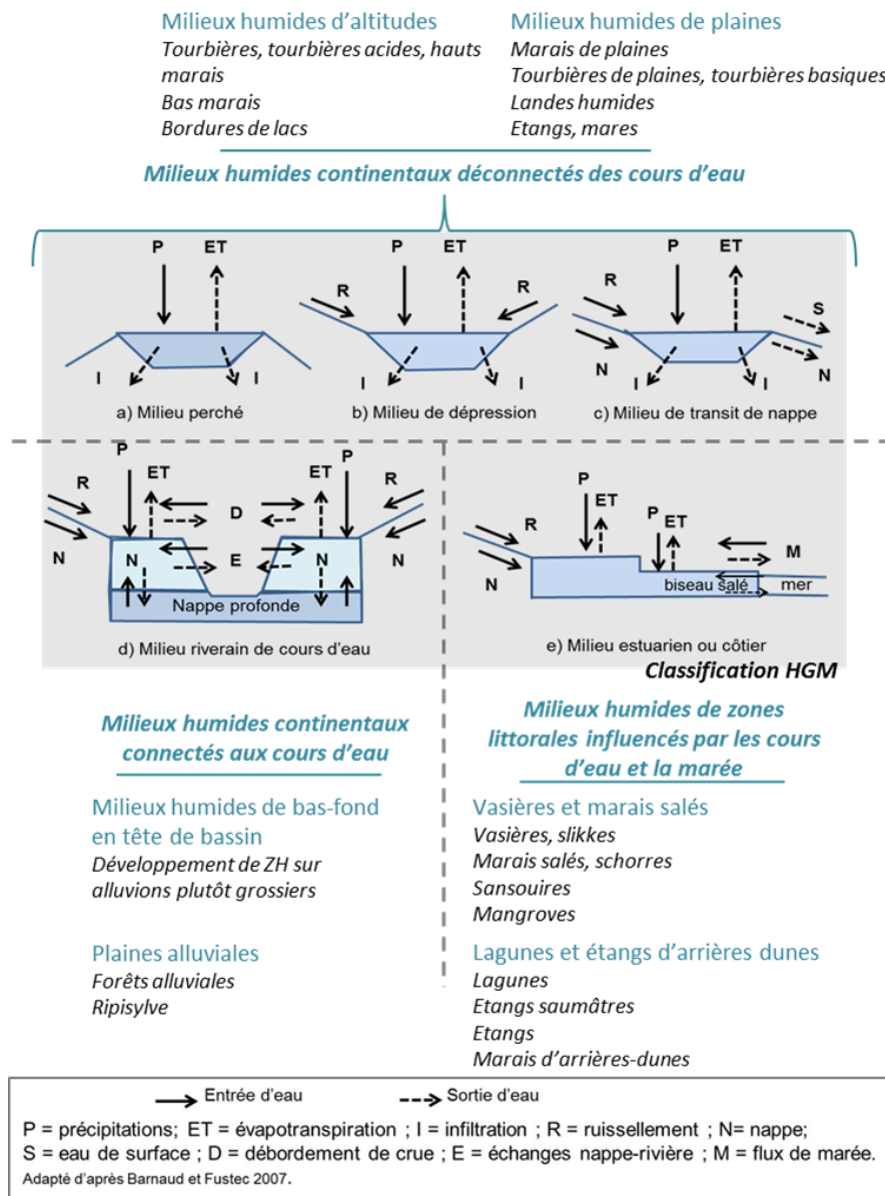 Milieux humides d'altitudes
Tourbières, tourbières acides, hauts
marais
Bas marais
Bordures de lacs
Milieux humides de plaines
Marais de plaines
Tourbières de plaines, tourbières basiques
Landes humides
Etangs, mares
Milieux humides continentaux déconnectés des cours d'eau
P ET
I I
a) Milieu perché
P ET
R R
I I
b) Milieu de dépression
P ET
R S
N I I N
c) Milieu de transit de nappe
P ET ET P
R D R
N N E N N
Nappe profonde
d) Milieu riverain de cours d'eau
P ET
R P ET
N M
biseau salé mer
e) Milieu estuarien ou côtier
Classification HGM
Milieux humides continentaux
connectés aux cours d'eau
Milieux humides de bas-fond
en tête de bassin
Développement de ZH sur
alluvions plutôt grossiers
Plaines alluviales
Forêts alluviales
Ripisylve
Milieux humides de zones
littorales influencés par les cours
d'eau et la marée
Vasières et marais salés
Vasières, slikkes
Marais salés, schorres
Sansouires
Mangroves
Lagunes et étangs d'arrières dunes
Lagunes
Etangs saumâtres
Etangs
Marais d'arrières-dunes
Entrée d'eau Sortie d'eau
P = précipitations; ET = évapotranspiration ; I = infiltration ; R = ruissellement ; N= nappe;
S = eau de surface ; D = débordement de crue ; E = échanges nappe-rivière ; M = flux de marée.
Adapté d'après Barnaud et Fustec 2007.